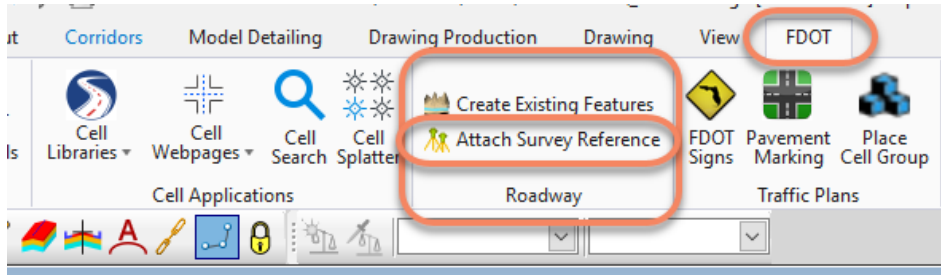 Corridors Model Detailing Drawing Production Drawing View FDOT
Create Existing Features
Attach Survey Reference
Cell
Libraries
Cell
Webpages
Cell
Search
Cell
Splatter
FDOT
Signs
Pavement
Marking
Place
Cell Group
Cell Applications Roadway Traffic Plans